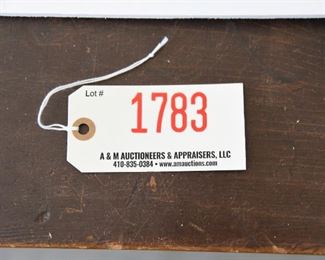 Lot #
1783
A & M AUCTIONEERS & APPRAISERS, LLC
410-835-0384 • www.amauctions.com